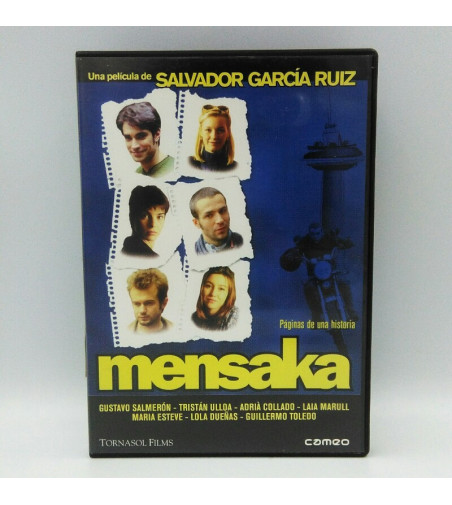 Una película de SALVADOR GARCÍA RUIZ
Páginas de una historia
mensaka
GUSTAVO SALMERÓN - TRISTÁN ULLOA - ADRIÀ COLLADO - LAIA MARULL
MARIA ESTEVE - LOLA DUEÑAS - GUILLERMO TOLEDO
TORNASOL FILMS
cameo